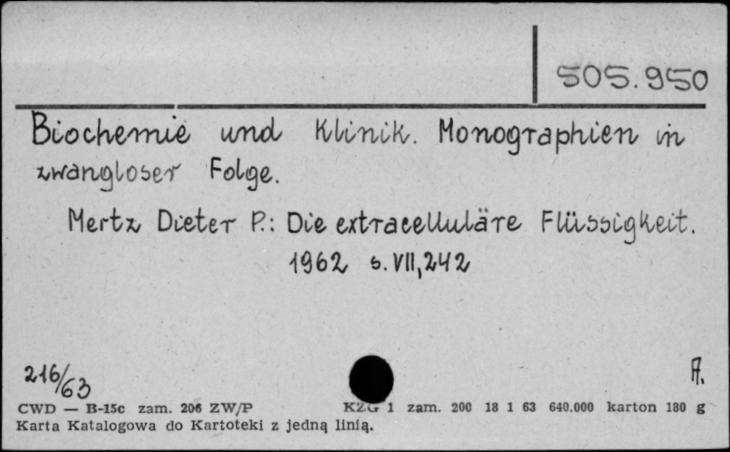 505.950
Biochemie und Klinik. Monographien in
zwangloser Folge.
Mertz Dieter P.: Die extracelluläre Flüssigkeit.
1962 s. VII, 242
216/63
A.
CWD — B-15c zam. 206 ZW/P KZG 1 zam. 200 18 1 63 640.000 karton 180 g
Karta Katalogowa do Kartoteki z jedną linią.